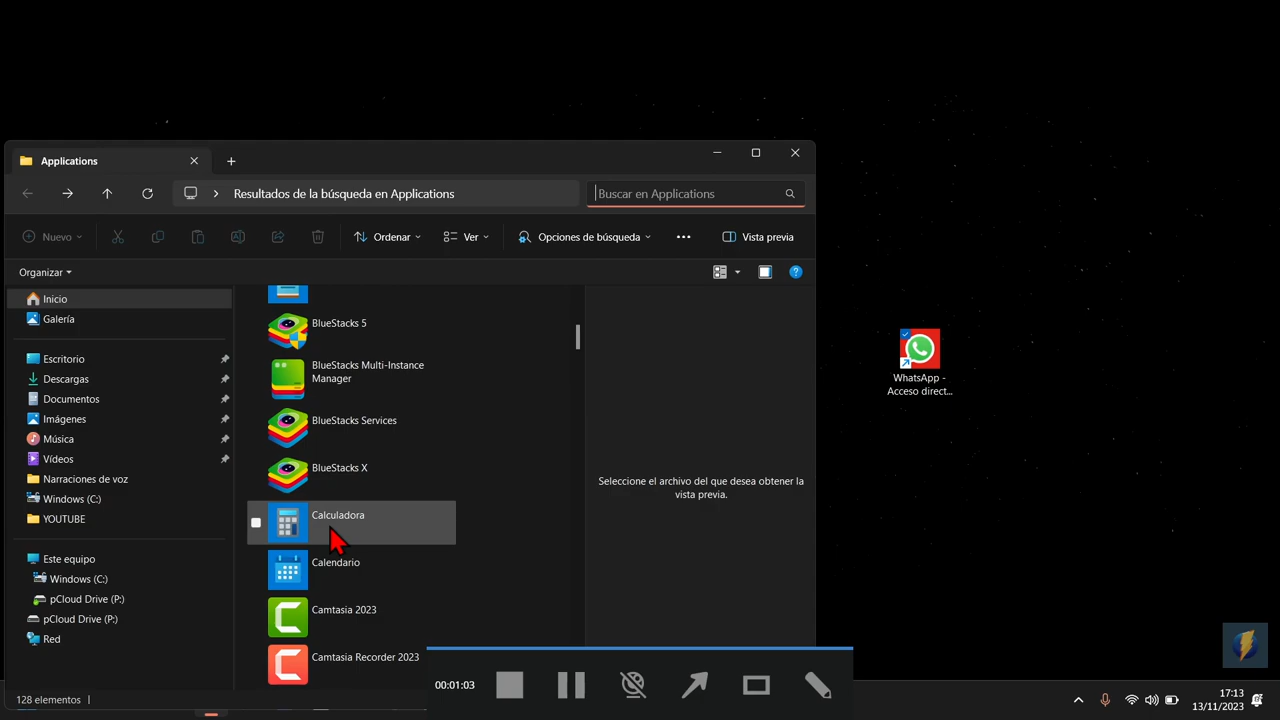 Applications
Resultados de la búsqueda en Applications
Buscar en Applications
Nuevo
Ordenar
Ver
Opciones de búsqueda
Vista previa
Organizar
Inicio
Galería
Escritorio
Descargas
Documentos
Imágenes
Música
Vídeos
Narraciones de voz
Windows (C:)
YOUTUBE
Este equipo
Windows (C:)
pCloud Drive (P:)
pCloud Drive (P:)
Red
BlueStacks 5
BlueStacks Multi-Instance
Manager
BlueStacks Services
BlueStacks X
Calculadora
Calendario
Camtasia 2023
Camtasia Recorder 2023
Seleccione el archivo del que desea obtener la
vista previa.
WhatsApp -
Acceso direct...
128 elementos
00:01:03
17:13
13/11/2023